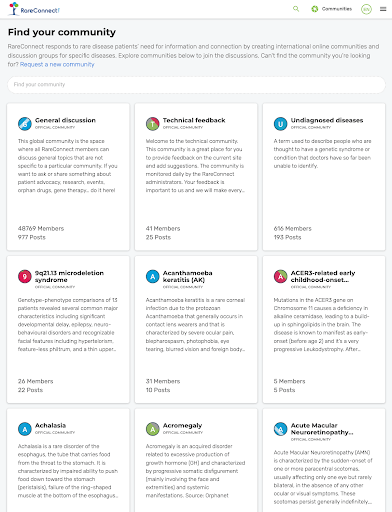 RareConnect
Communities
Find your community
RareConnect responds to rare disease patients' need for information and connection by creating international online communities and
discussion groups for specific diseases. Explore communities below to join the discussions. Can't find the community you're looking
for? Request a new community
Find your community
General discussion
OFFICIAL COMMUNITY
This global community is the space
where all RareConnect members can
discuss general topics that are not
specific to a particular community. If you
want to ask or share something about
patient advocacy, research, events,
orphan drugs, gene therapy... do it here!
48769 Members
977 Posts
T
Technical feedback
OFFICIAL COMMUNITY
Welcome to the technical community.
This community is a great place for you
to provide feedback on the current site
and add suggestions. The community is
monitored daily by the RareConnect
administrators. Your feedback is
important to us and we will make every...
41 Members
25 Posts
U
Undiagnosed diseases
OFFICIAL COMMUNITY
A term used to describe people who are
thought to have a genetic syndrome or
condition that doctors have so far been
unable to identify.
616 Members
193 Posts
9
9q21.13 microdeletion
syndrome
OFFICIAL COMMUNITY
Genotype-phenotype comparisons of 13
patients revealed several common major
characteristics including significant
developmental delay, epilepsy, neuro-
behavioural disorders and recognizable
facial features including hypertelorism,
feature-less philtrum, and a thin upper...
26 Members
22 Posts
A
Acanthamoeba
keratitis (AK)
OFFICIAL COMMUNITY
Acanthamoeba keratitis is a rare corneal
infection due to the protozoan
Acanthamoeba that generally occurs in
contact lens wearers and that is
characterized by severe ocular pain,
blepharospasm, photophobia, eye
tearing, blurred vision and foreign body...
31 Members
10 Posts
A
ACER3-related early
childhood-onset...
OFFICIAL COMMUNITY
Mutations in the ACER3 gene on
Chromosome 11 causes a deficiency in
alkaline ceramidase, leading to a build-
up in sphingolipids in the brain. The
disease is known to manifest as early-
onset (before age 2) and it's a very
progressive Leukodystrophy. After...
5 Members
5 Posts
A
Achalasia
OFFICIAL COMMUNITY
Achalasia is a rare disorder of the
esophagus, the tube that carries food
from the throat to the stomach. It is
characterized by impaired ability to push
food down toward the stomach
(peristalsis), failure of the ring-shaped
muscle at the bottom of the esophagus...
A
Acromegaly
OFFICIAL COMMUNITY
Acromegaly is an acquired disorder
related to excessive production of
growth hormone (GH) and characterized
by progressive somatic disfigurement
(mainly involving the face and
extremities) and systemic
manifestations. Source: Orphanet
A
Acute Macular
Neuroretinopathy...
OFFICIAL COMMUNITY
Acute Macular Neuroretinopathy (AMN)
is characterized by the sudden-onset of
one or more paracentral scotomas,
usually affecting only one eye but rarely
bilateral, in the absence of any other
ocular or visual symptoms. These
scotomas persist generally indefinitely....